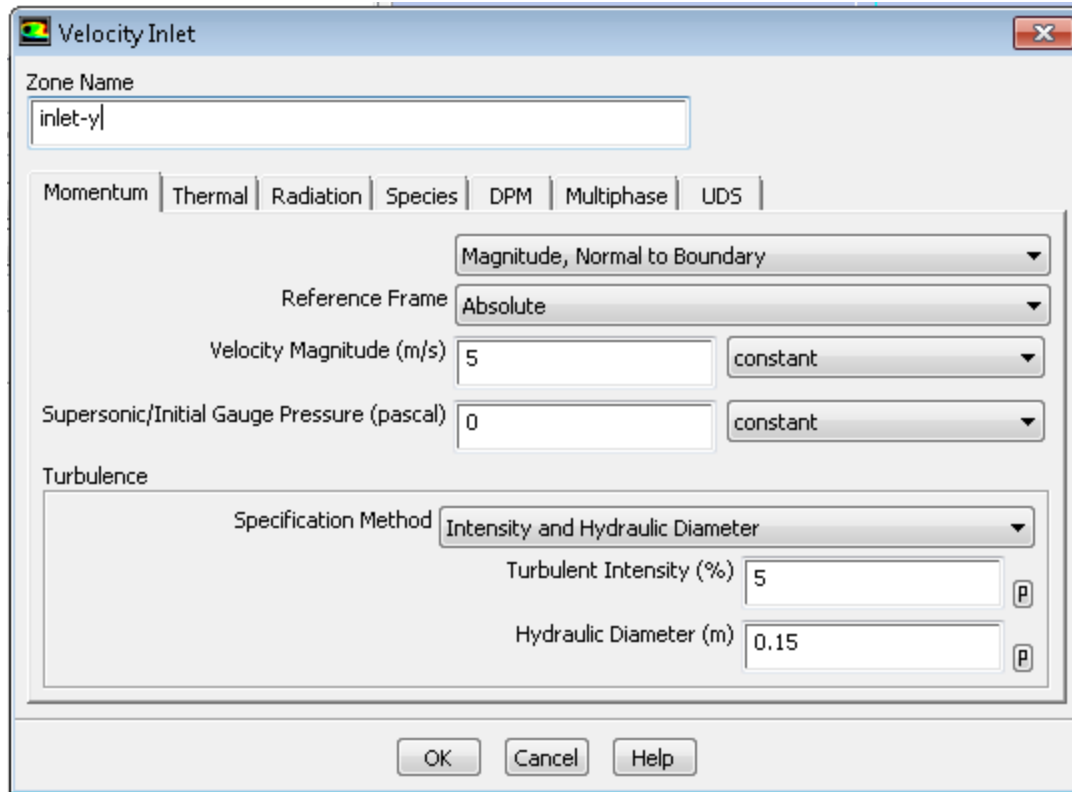 Velocity Inlet
Zone Name
inlet-y
Momentum Thermal Radiation Species DPM Multiphase UDS
Magnitude, Normal to Boundary
Reference Frame Absolute
Velocity Magnitude (m/s) 5 constant
Supersonic/Initial Gauge Pressure (pascal) 0 constant
Turbulence
Specification Method Intensity and Hydraulic Diameter
Turbulent Intensity (%) 5 P
Hydraulic Diameter (m) 0.15 P
OK Cancel Help